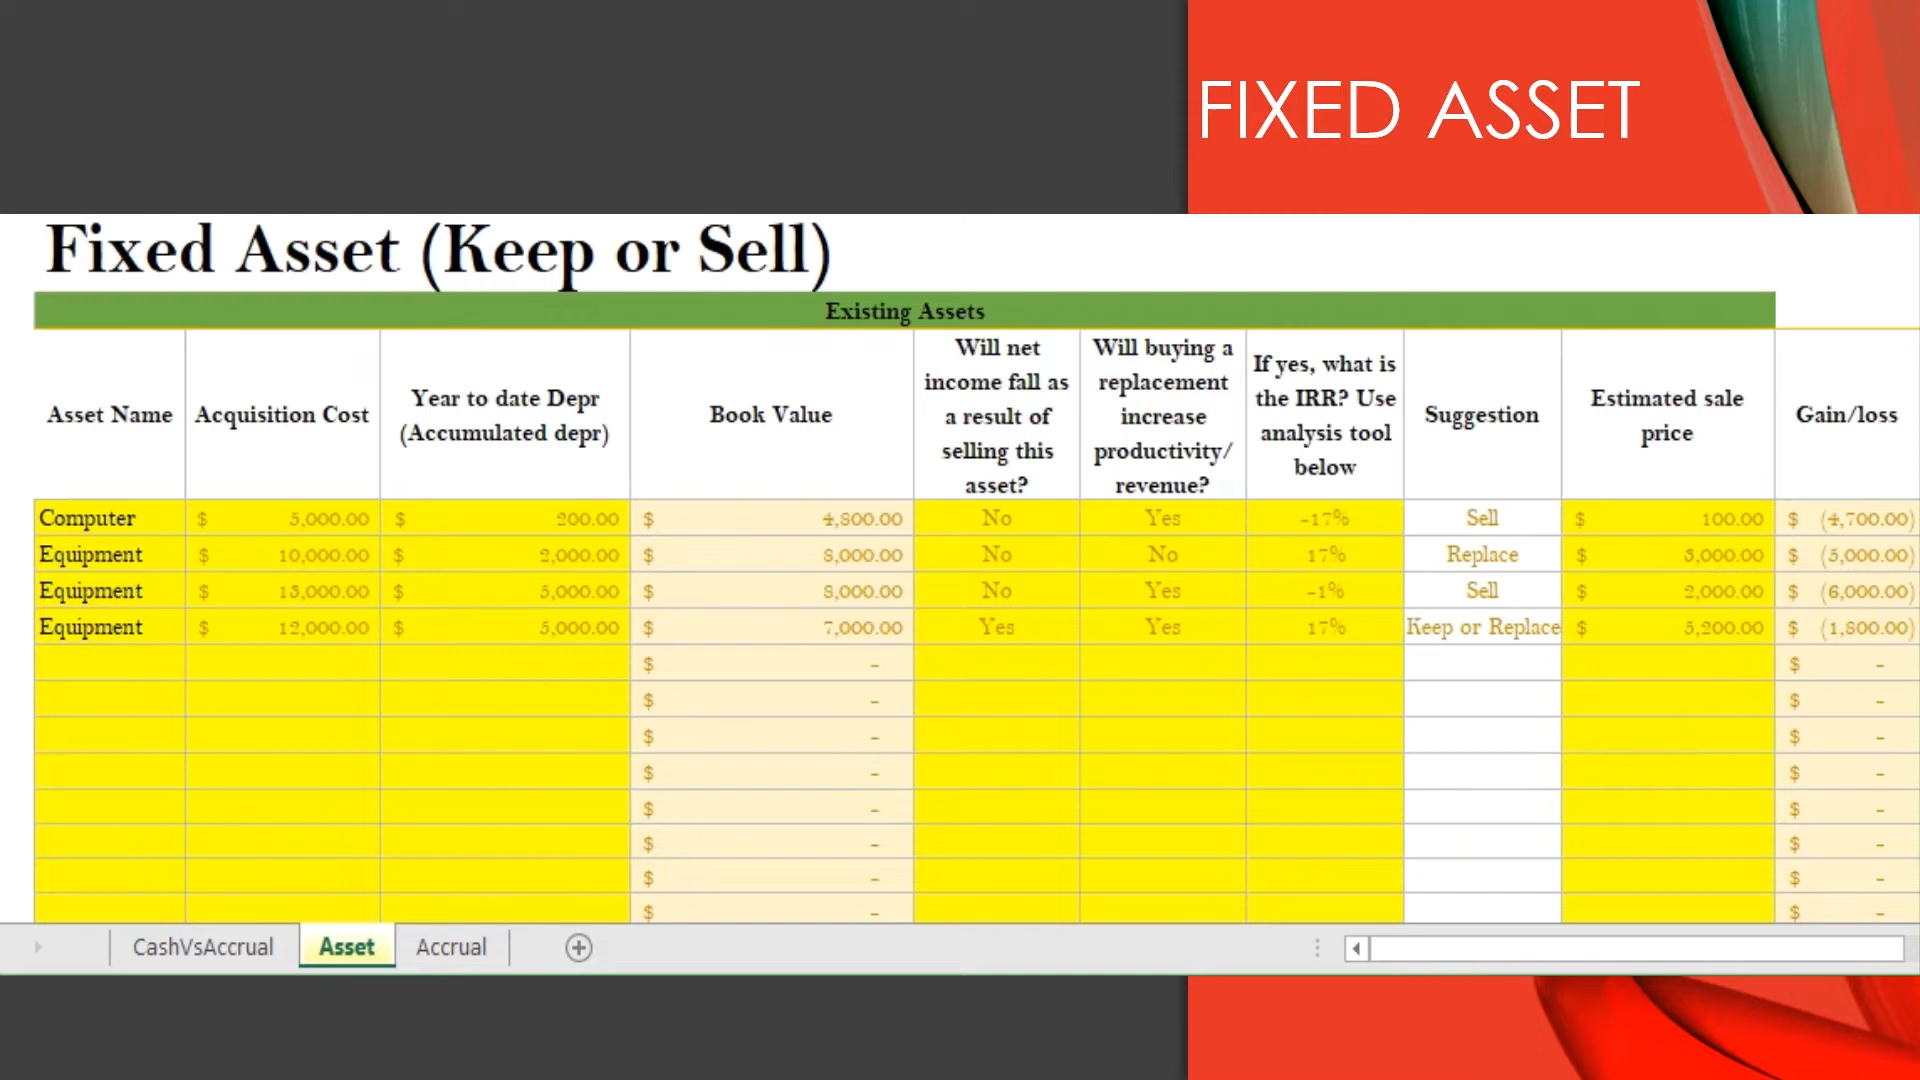 FIXED ASSET
Fixed Asset (Keep or Sell)
Existing Assets
Asset Name
Acquisition Cost
Year to date Depr
(Accumulated depr)
Book Value
Will net
income fall as
a result of
selling this
asset?
Will buying a
replacement
increase
productivity/
revenue?
If yes, what is
the IRR? Use
analysis tool
below
Suggestion
Estimated sale
price
Gain/loss
Computer $ 5,000.00 $ 200.00 $ 4,800.00 No Yes -17% Sell $ 100.00 $ (4,700.00)
Equipment $ 10,000.00 $ 2,000.00 $ 8,000.00 No No 17% Replace $ 3,000.00 $ (5,000.00)
Equipment $ 13,000.00 $ 5,000.00 $ 8,000.00 No Yes -1% Sell $ 2,000.00 $ (6,000.00)
Equipment $ 12,000.00 $ 5,000.00 $ 7,000.00 Yes Yes 17% Keep or Replace $ 5,200.00 $ (1,800.00)
$ - $ -
$ - $ -
$ - $ -
$ - $ -
$ - $ -
$ - $ -
$ - $ -
$ - $ -
CashVsAccrual Asset Accrual